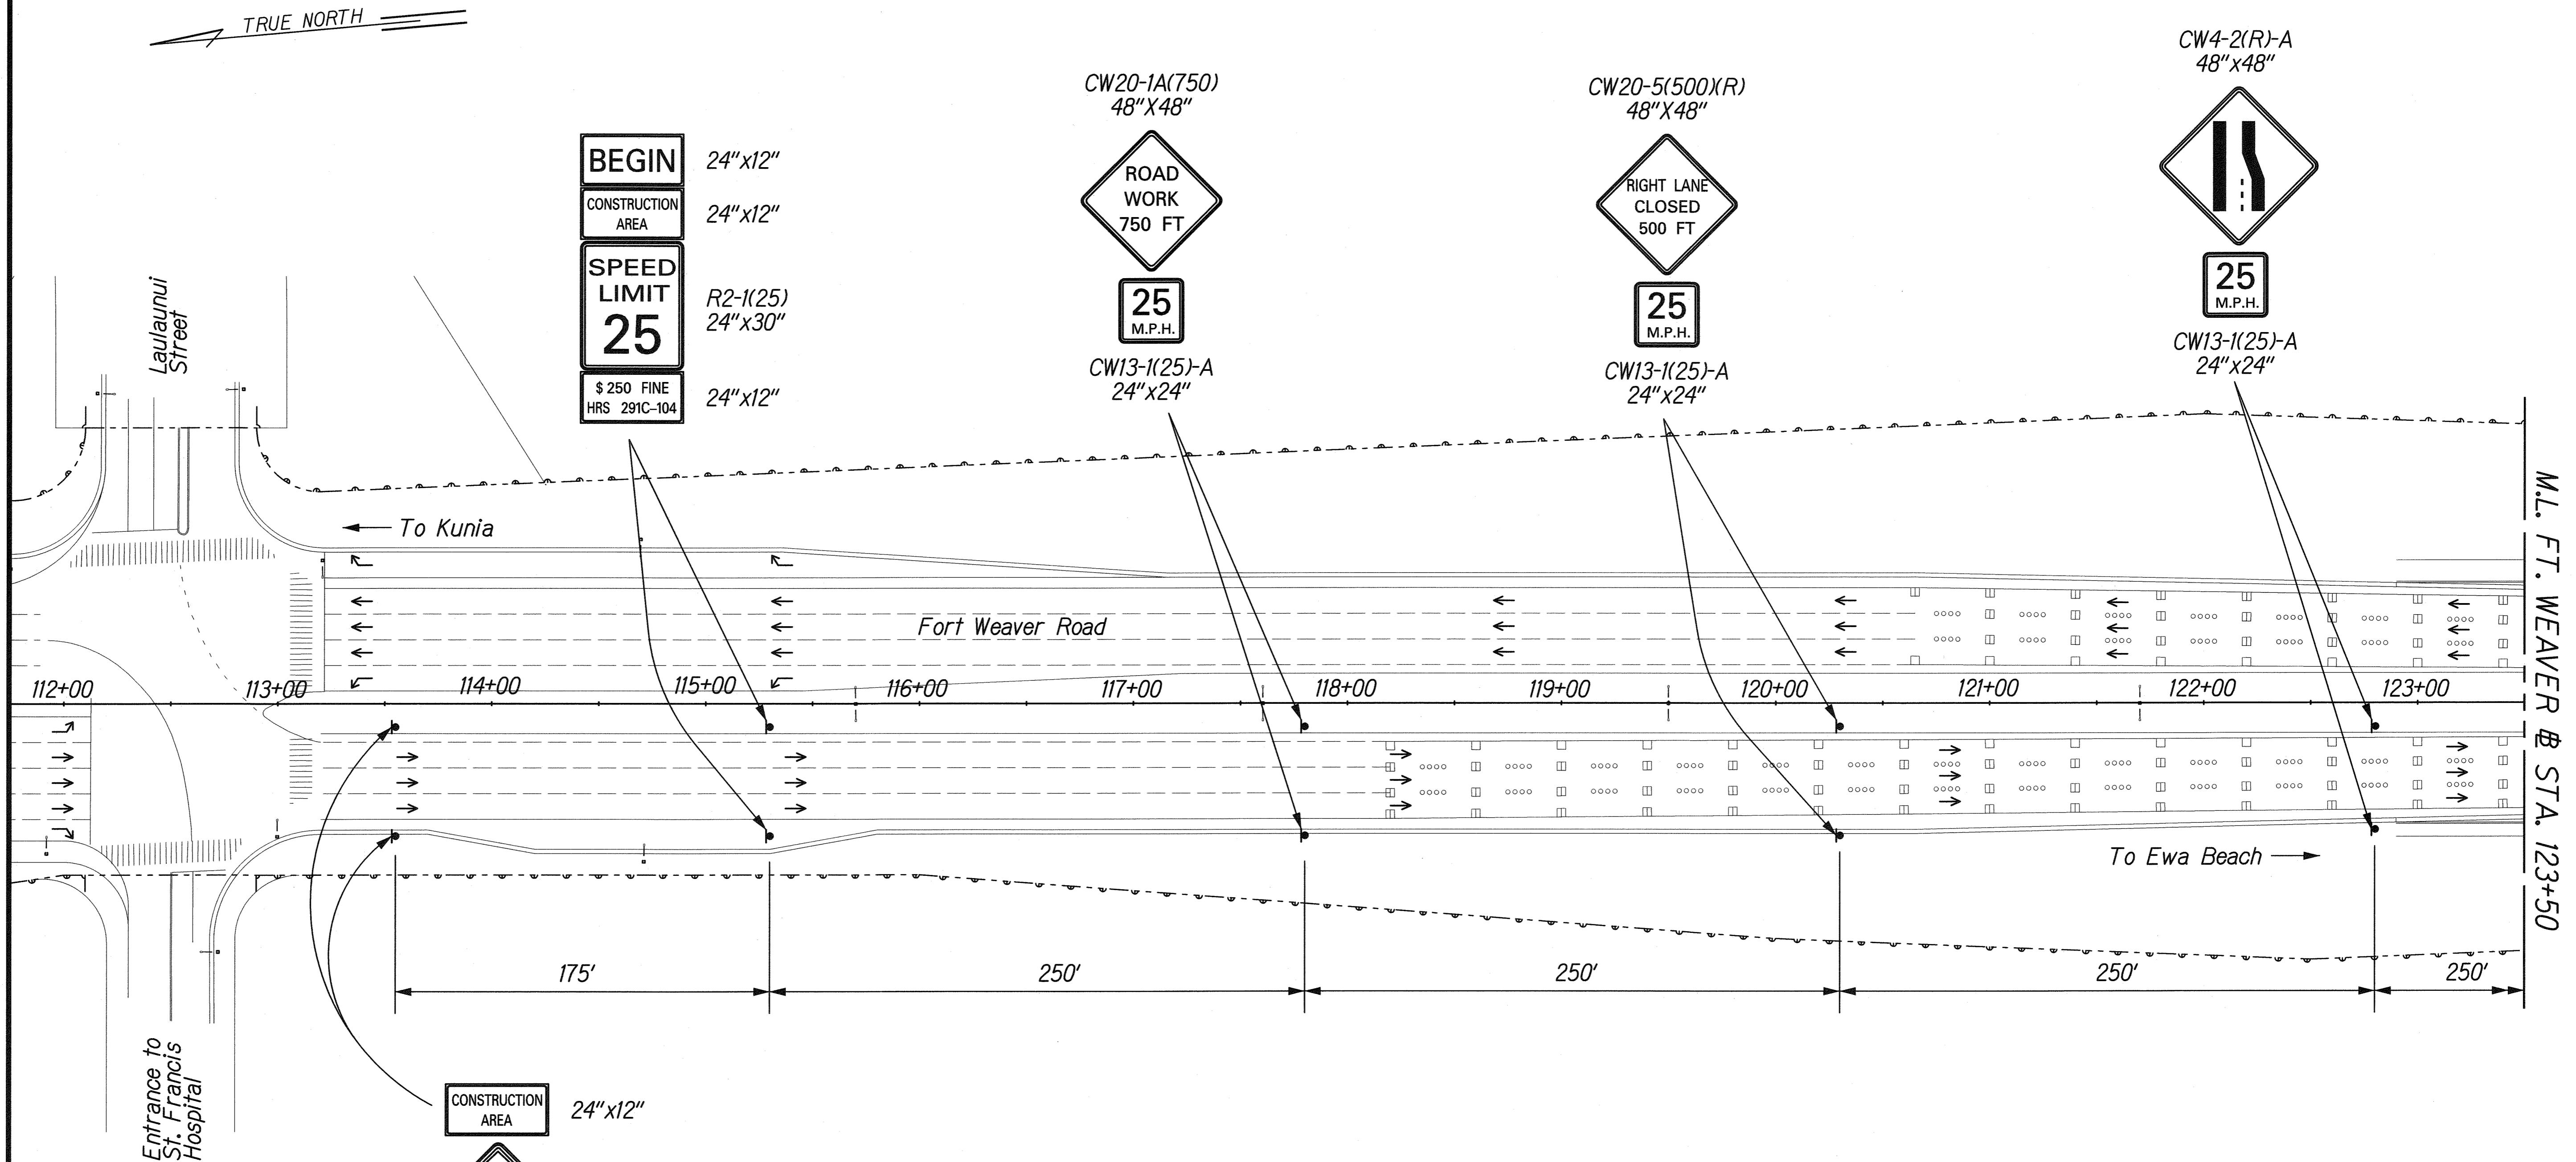 TRUE NORTH
CW4-2(R)-A
48"x48"
CW20-1A(750)
48"X48"
CW20-5(500)(R)
48"X48"
BEGIN
24"x12"
CONSTRUCTION
AREA
24"x12"
SPEED
LIMIT
25
R2-1(25)
24"x30"
$250 FINE
HRS 291C-104
24"x12"
ROAD
WORK
750 FT
25
M.P.H.
CW13-1(25)-A
24"x24"
RIGHT LANE
CLOSED
500 FT
25
M.P.H.
CW13-1(25)-A
24"x24"
25
M.P.H.
CW13-1(25)-A
24"x24"
Laulaunui
Street
To Kunia
Fort Weaver Road
112+00
113+00
114+00
115+00
116+00
117+00
118+00
119+00
120+00
121+00
122+00
123+00
M.L. FT. WEAVER ℄ STA. 123+50
To Ewa Beach
175'
250'
250'
250'
250'
Entrance to
St. Francis
Hospital
CONSTRUCTION
AREA
24"x12"